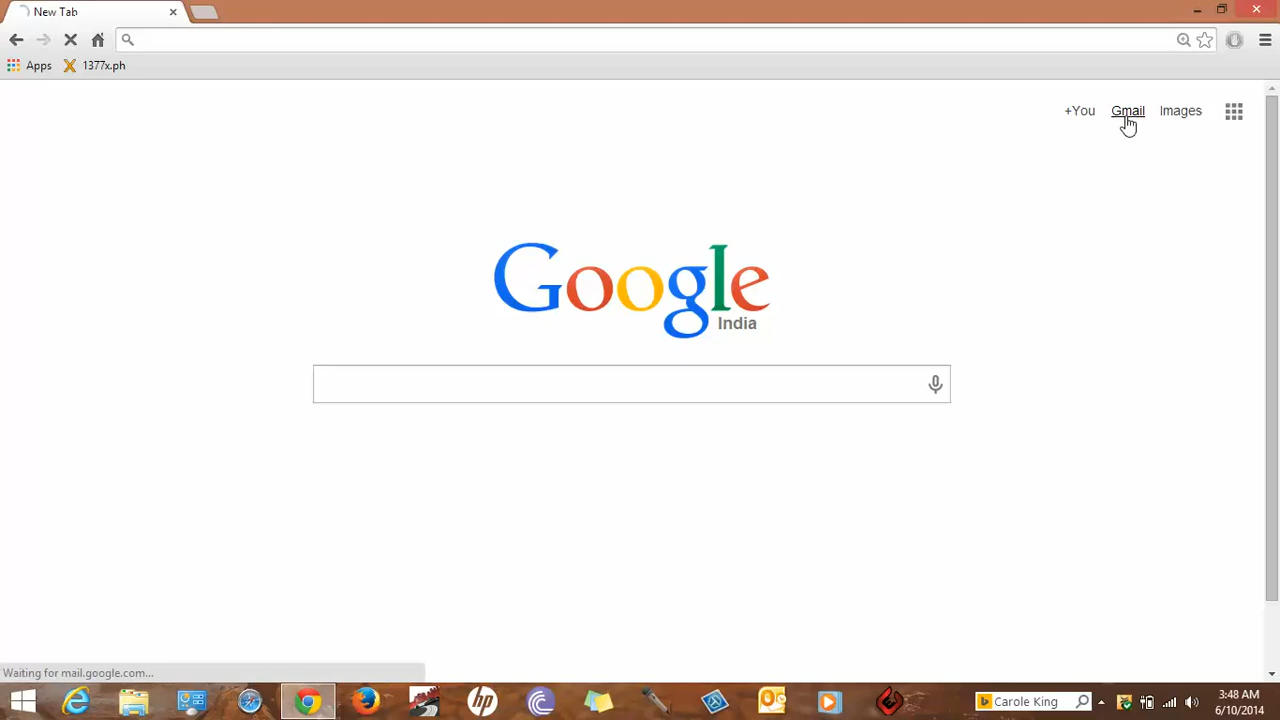 New Tab
Apps 1377x.ph
+You Gmail Images
Google
India
Waiting for mail.google.com...
hp
Carole King
3:48 AM
6/10/2014